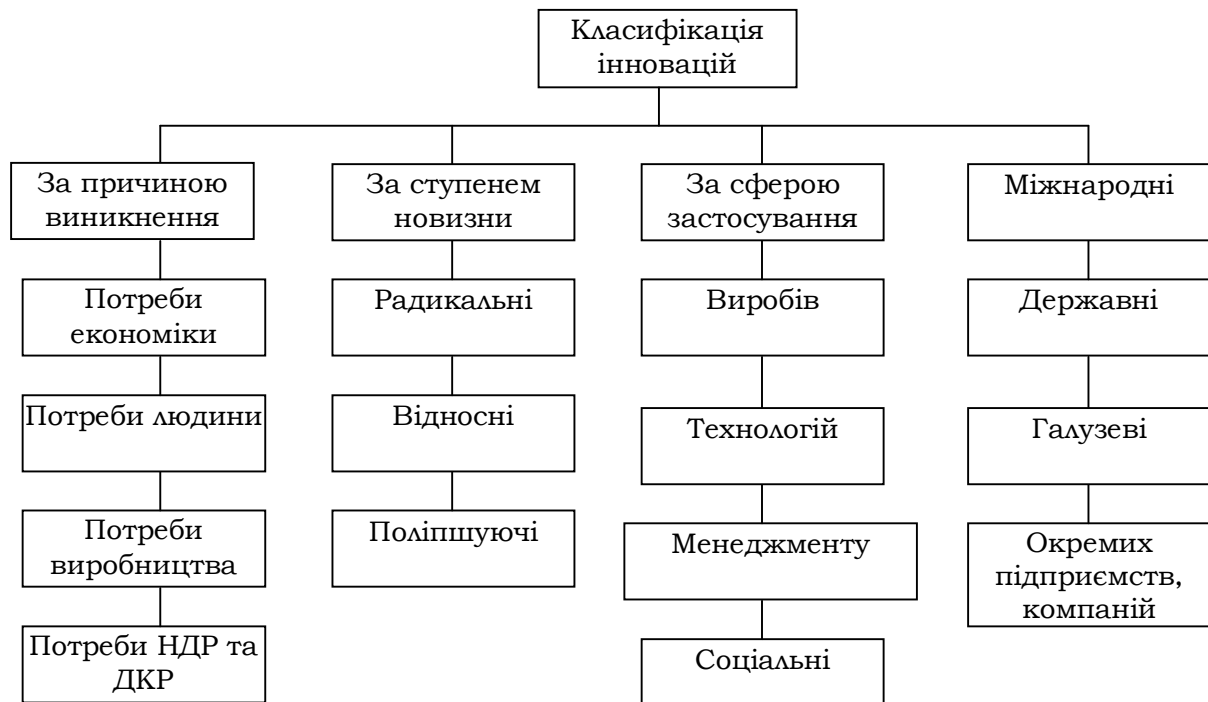 Класифікація
інновацій
За причиною
виникнення
За ступенем
новизни
За сферою
застосування
Міжнародні
Потреби
економіки
Радикальні
Виробів
Державні
Потреби людини
Відносні
Технологій
Галузеві
Потреби
виробництва
Поліпшуючі
Менеджменту
Окремих
підприємств,
компаній
Потреби НДР та
ДКР
Соціальні